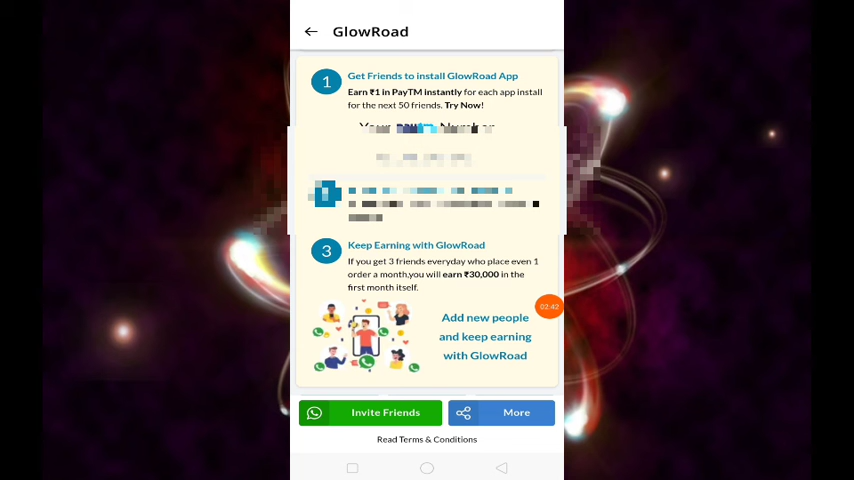 GlowRoad
1
Get Friends to install GlowRoad App
Earn ₹1 in PayTM instantly for each app install
for the next 50 friends. Try Now!
3
Keep Earning with GlowRoad
If you get 3 friends everyday who place even 1
order a month,you will earn ₹30,000 in the
first month itself.
02:42
Add new people
and keep earning
with GlowRoad
Invite Friends
More
Read Terms & Conditions